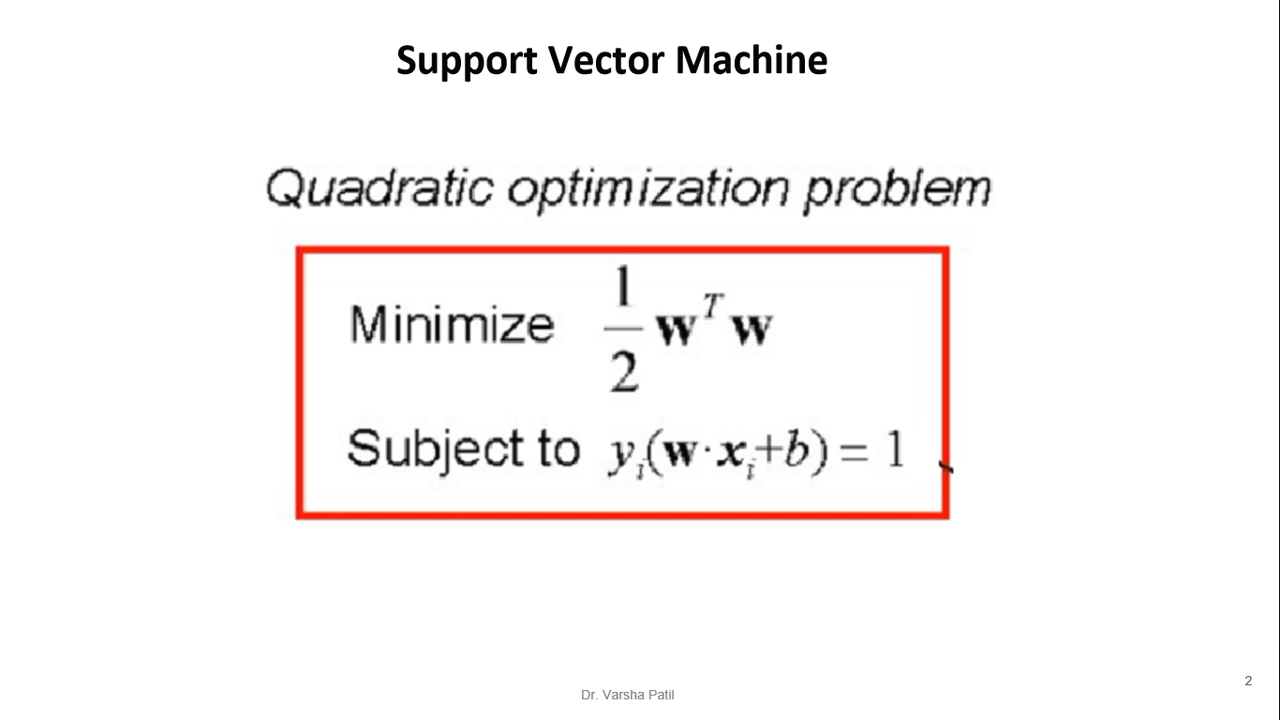 Support Vector Machine
Quadratic optimization problem
Minimize 1/2 w^T w
Subject to y_i(w·x_i+b) = 1
Dr. Varsha Patil
2